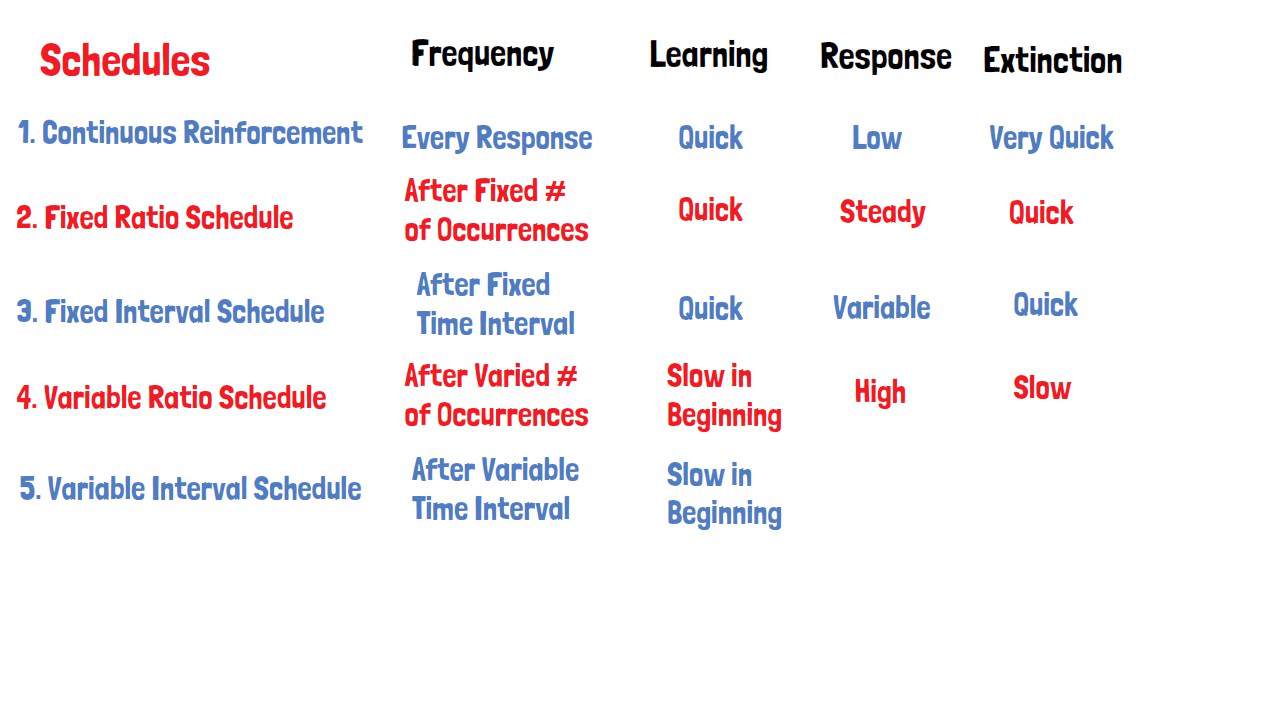 Schedules Frequency Learning Response Extinction
1. Continuous Reinforcement Every Response Quick Low Very Quick
2. Fixed Ratio Schedule After Fixed # of Occurrences Quick Steady Quick
3. Fixed Interval Schedule After Fixed Time Interval Quick Variable Quick
4. Variable Ratio Schedule After Varied # of Occurrences Slow in Beginning High Slow
5. Variable Interval Schedule After Variable Time Interval Slow in Beginning